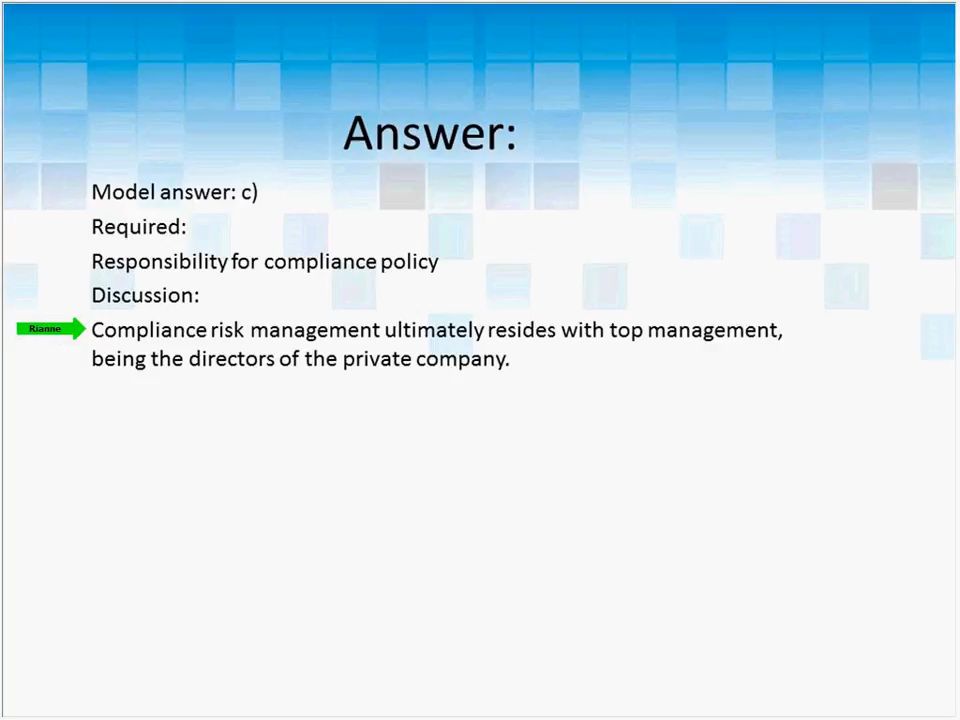 Answer:
Model answer: c)
Required:
Responsibility for compliance policy
Discussion:
Rianne
Compliance risk management ultimately resides with top management,
being the directors of the private company.